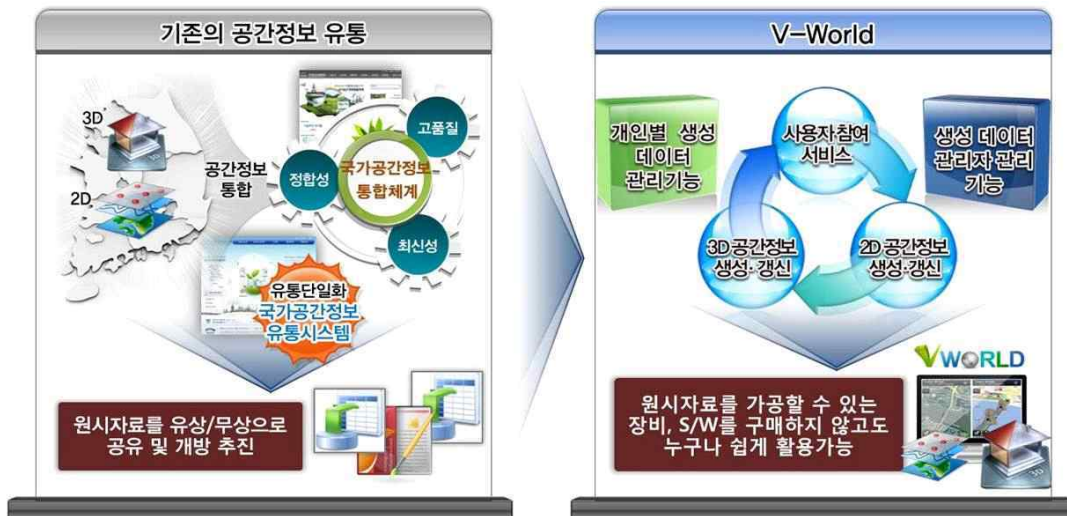 기존의 공간정보 유통
3D
2D
공간정보
통합
고품질
정합성
국가공간정보
통합체계
최신성
유통단일화
국가공간정보
유통시스템
원시자료를 유상/무상으로
공유 및 개방 추진
V-World
개인별 생성
데이터
관리기능
사용자참여
서비스
생성 데이터
관리자 관리
기능
3D 공간정보
생성·갱신
2D 공간정보
생성·갱신
VWORLD
원시자료를 가공할 수 있는
장비, S/W를 구매하지 않고도
누구나 쉽게 활용가능
3D